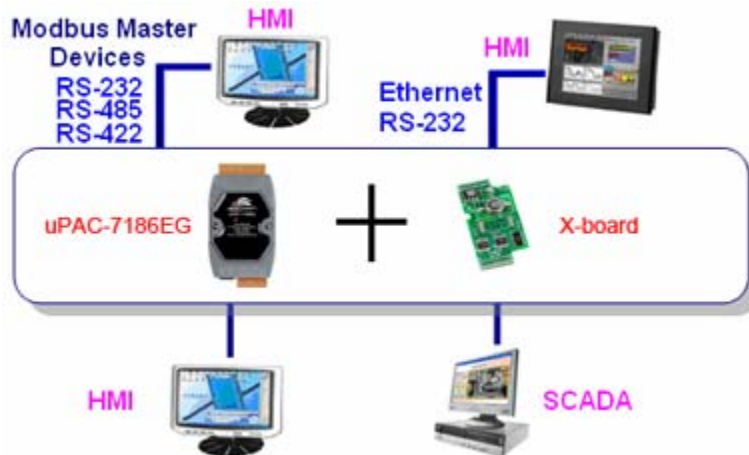 Modbus Master
Devices
RS-232
RS-485
RS-422
HMI
HMI
Ethernet
RS-232
uPAC-7186EG
X-board
HMI
SCADA